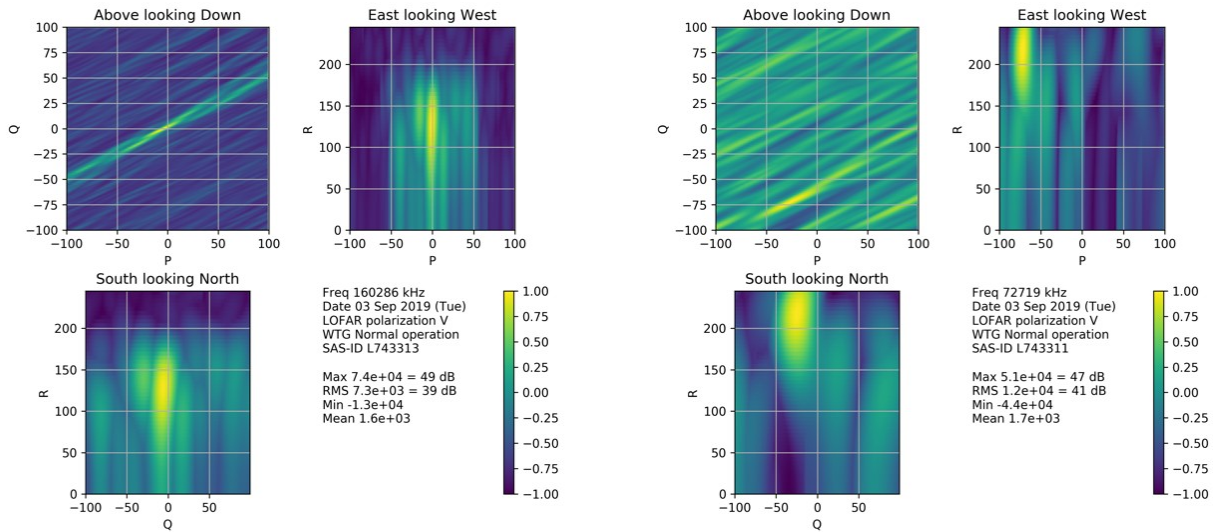 Above looking Down
100
75
50
25
0
−25
−50
−75
−100
Q
−100 −50 0 50 100
P
East looking West
200
150
100
50
0
R
−100 −50 0 50 100
P
South looking North
200
150
100
50
0
R
−100 −50 0 50
Q
Freq 160286 kHz
Date 03 Sep 2019 (Tue)
LOFAR polarization V
WTG Normal operation
SAS-ID L743313
Max 7.4e+04 = 49 dB
RMS 7.3e+03 = 39 dB
Min -1.3e+04
Mean 1.6e+03
1.00
0.75
0.50
0.25
0.00
−0.25
−0.50
−0.75
−1.00
Above looking Down
100
75
50
25
0
−25
−50
−75
−100
Q
−100 −50 0 50 100
P
East looking West
200
150
100
50
0
R
−100 −50 0 50 100
P
South looking North
200
150
100
50
0
R
−100 −50 0 50
Q
Freq 72719 kHz
Date 03 Sep 2019 (Tue)
LOFAR polarization V
WTG Normal operation
SAS-ID L743311
Max 5.1e+04 = 47 dB
RMS 1.2e+04 = 41 dB
Min -4.4e+04
Mean 1.7e+03
1.00
0.75
0.50
0.25
0.00
−0.25
−0.50
−0.75
−1.00